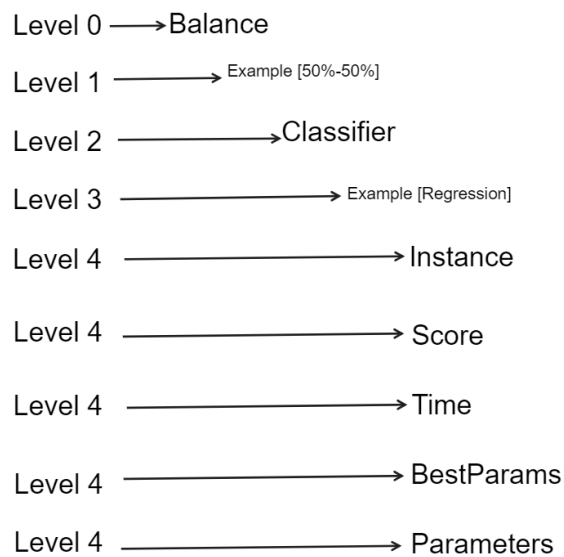 Level 0 Balance
Level 1 Example [50%-50%]
Level 2 Classifier
Level 3 Example [Regression]
Level 4 Instance
Level 4 Score
Level 4 Time
Level 4 BestParams
Level 4 Parameters